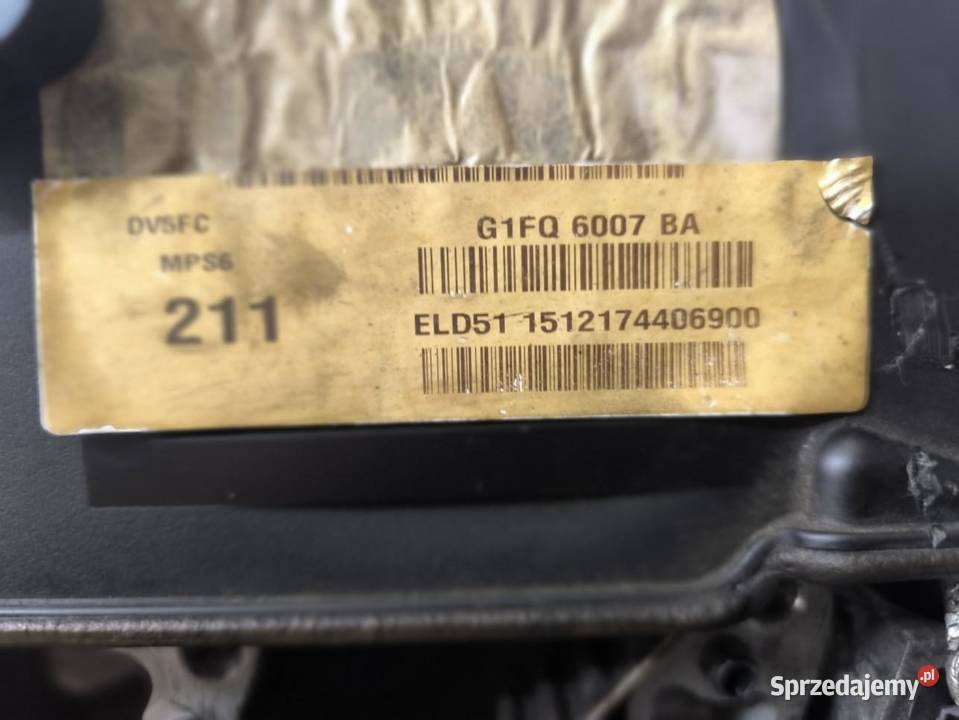 DV5FC
MPS6
211
G1FQ 6007 BA
ELD51 1512174406900
Sprzedajemy.pl